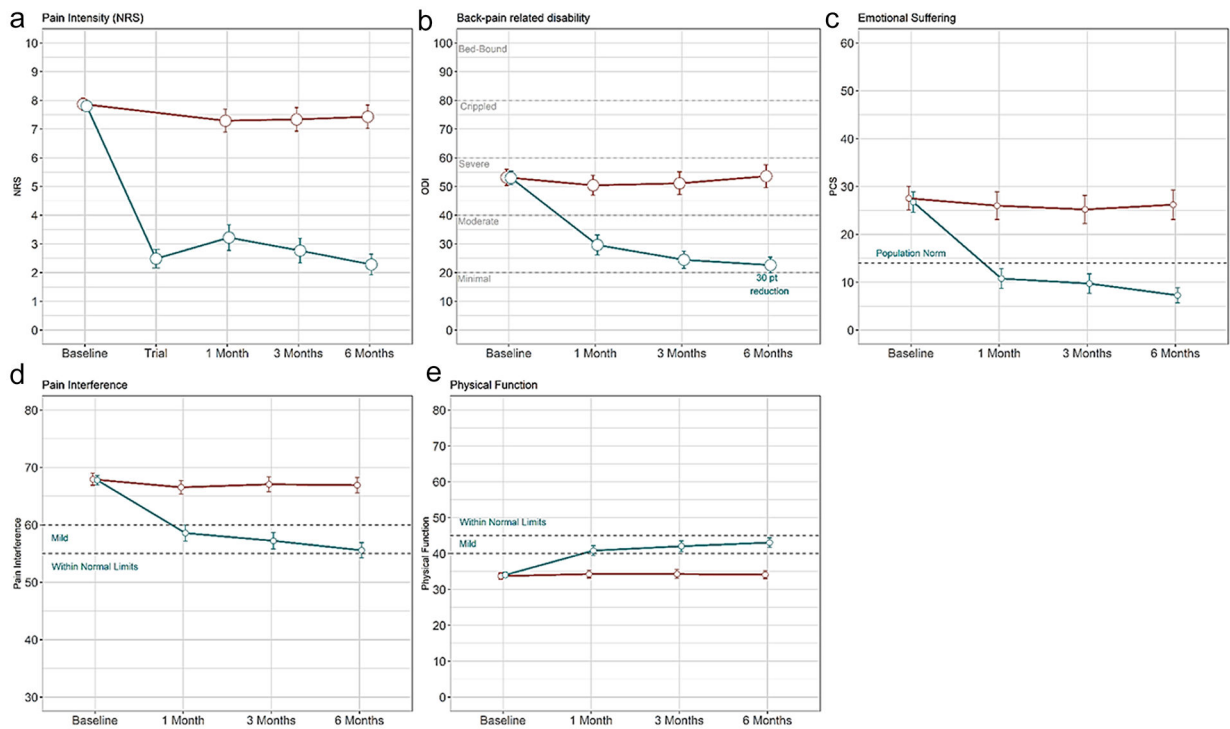 a Pain Intensity (NRS)
10
9
8
7
6
5
4
3
2
1
0
NRS
Baseline Trial 1 Month 3 Months 6 Months
b Back-pain related disability
100
90
80
70
60
50
40
30
20
10
0
ODI
Bed-Bound
Crippled
Severe
Moderate
Minimal
30 pt
reduction
Baseline 1 Month 3 Months 6 Months
c Emotional Suffering
60
50
40
30
20
10
0
PCS
Population Norm
Baseline 1 Month 3 Months 6 Months
d Pain Interference
80
70
60
50
40
30
Pain Interference
Mild
Within Normal Limits
Baseline 1 Month 3 Months 6 Months
e Physical Function
80
70
60
50
40
30
20
10
0
Physical Function
Within Normal Limits
Mild
Baseline 1 Month 3 Months 6 Months